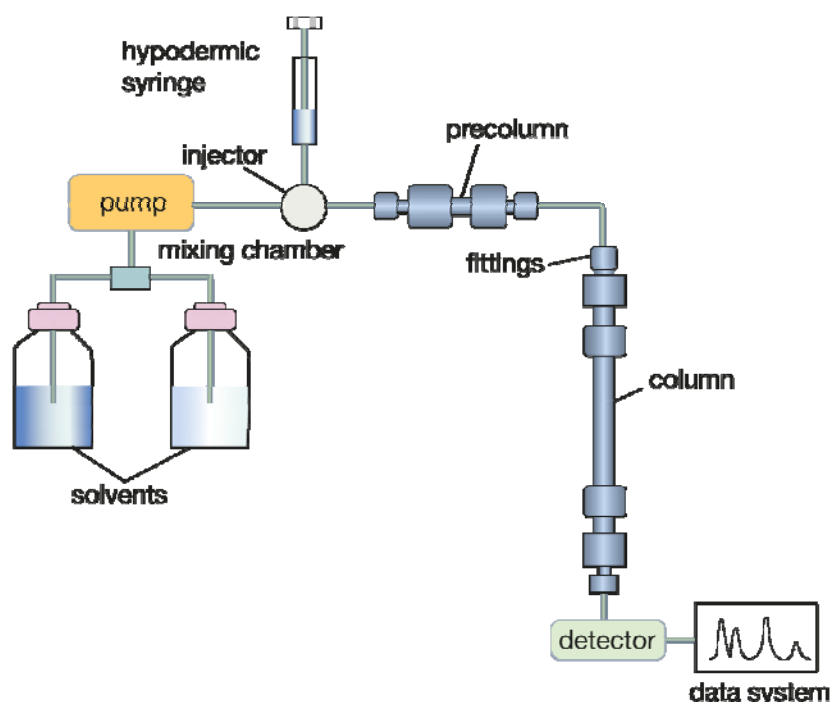 hypodermic
syringe
precolumn
injector
pump
mixing chamber
fittings
column
solvents
detector
data system